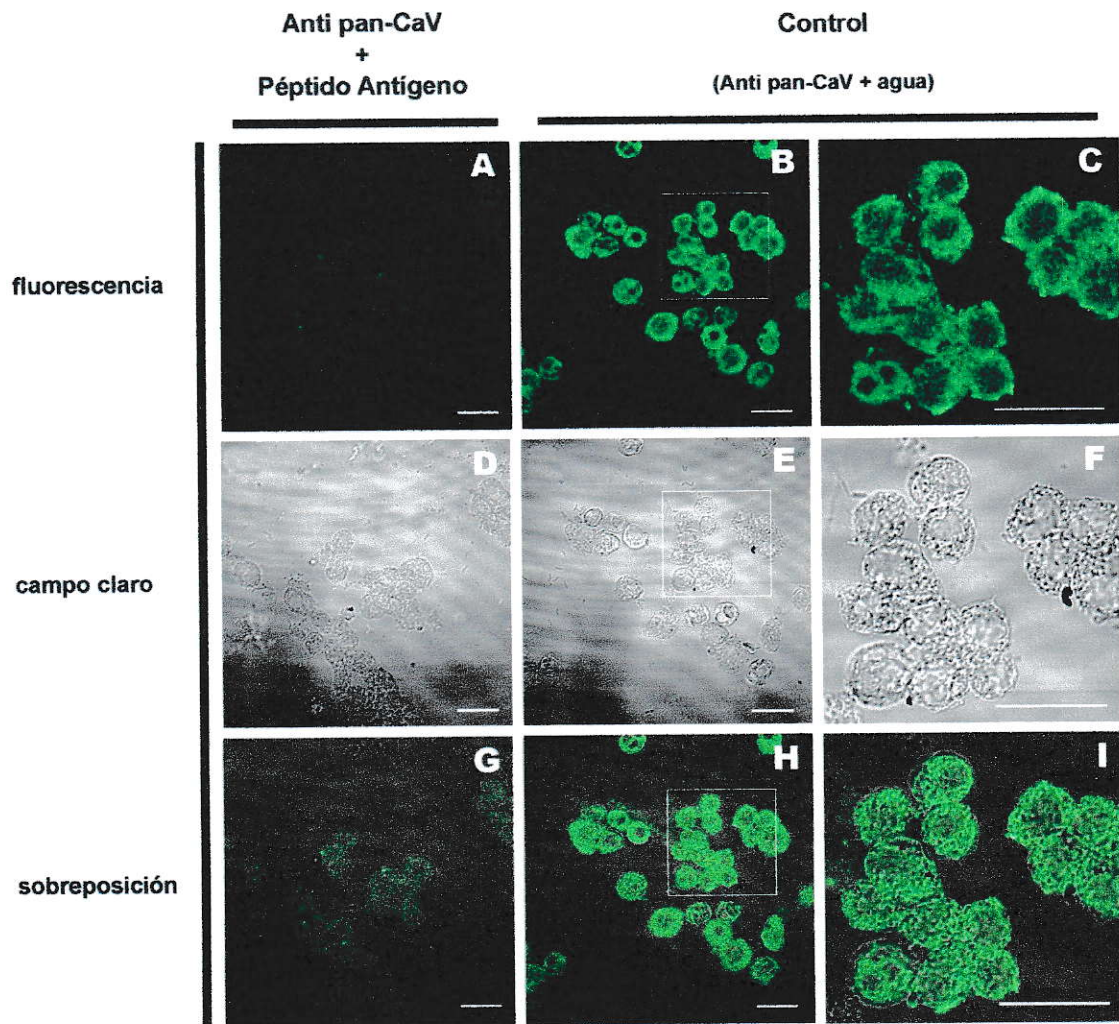 Anti pan-CaV
+
Péptido Antígeno
Control
(Anti pan-CaV + agua)
A
B
C
fluorescencia
D
E
F
campo claro
G
H
I
sobreposición